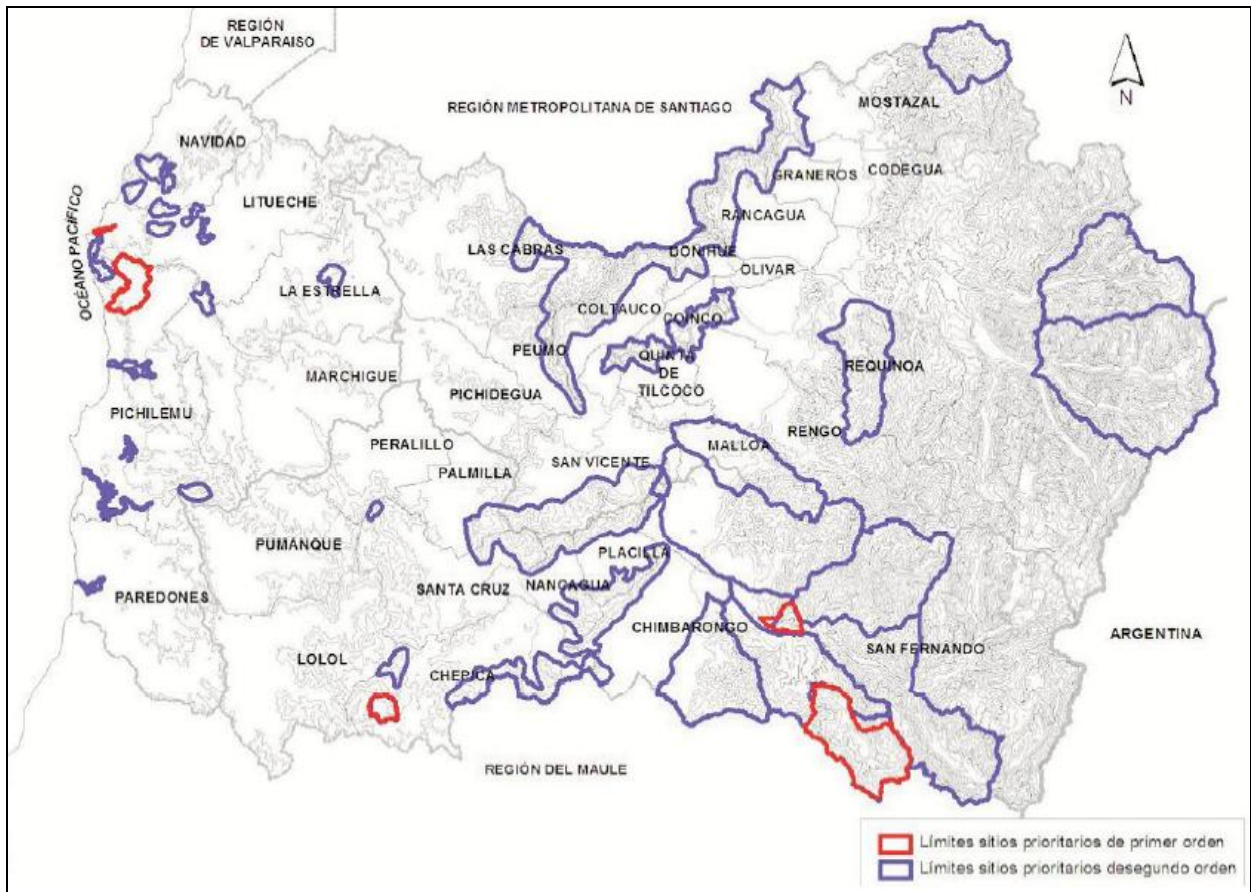 REGIÓN
DE VALPARAISO
N
REGIÓN METROPOLITANA DE SANTIAGO
MOSTAZAL
NAVIDAD
CODEGUA
GRANEROS
LITUECHE
RANCAGUA
OCÉANO PACÍFICO
LAS CABRAS
DOÑIHUE
OLIVAR
LA ESTRELLA
COLTAUCO
COINCO
PEUMO
QUINTA
DE
TILCOCO
REQUINOA
MARCHIGUE
PICHIDEGUA
PICHILEMU
RENGO
PERALILLO
MALLOA
SAN VICENTE
PALMILLA
PUMANQUE
PLACILLA
SANTA CRUZ
NANCAGUA
PAREDONES
CHIMBARONGO
ARGENTINA
SAN FERNANDO
LOLOL
CHEPICA
REGIÓN DEL MAULE
Límites sitios prioritarios de primer orden
Límites sitios prioritarios desegundo orden